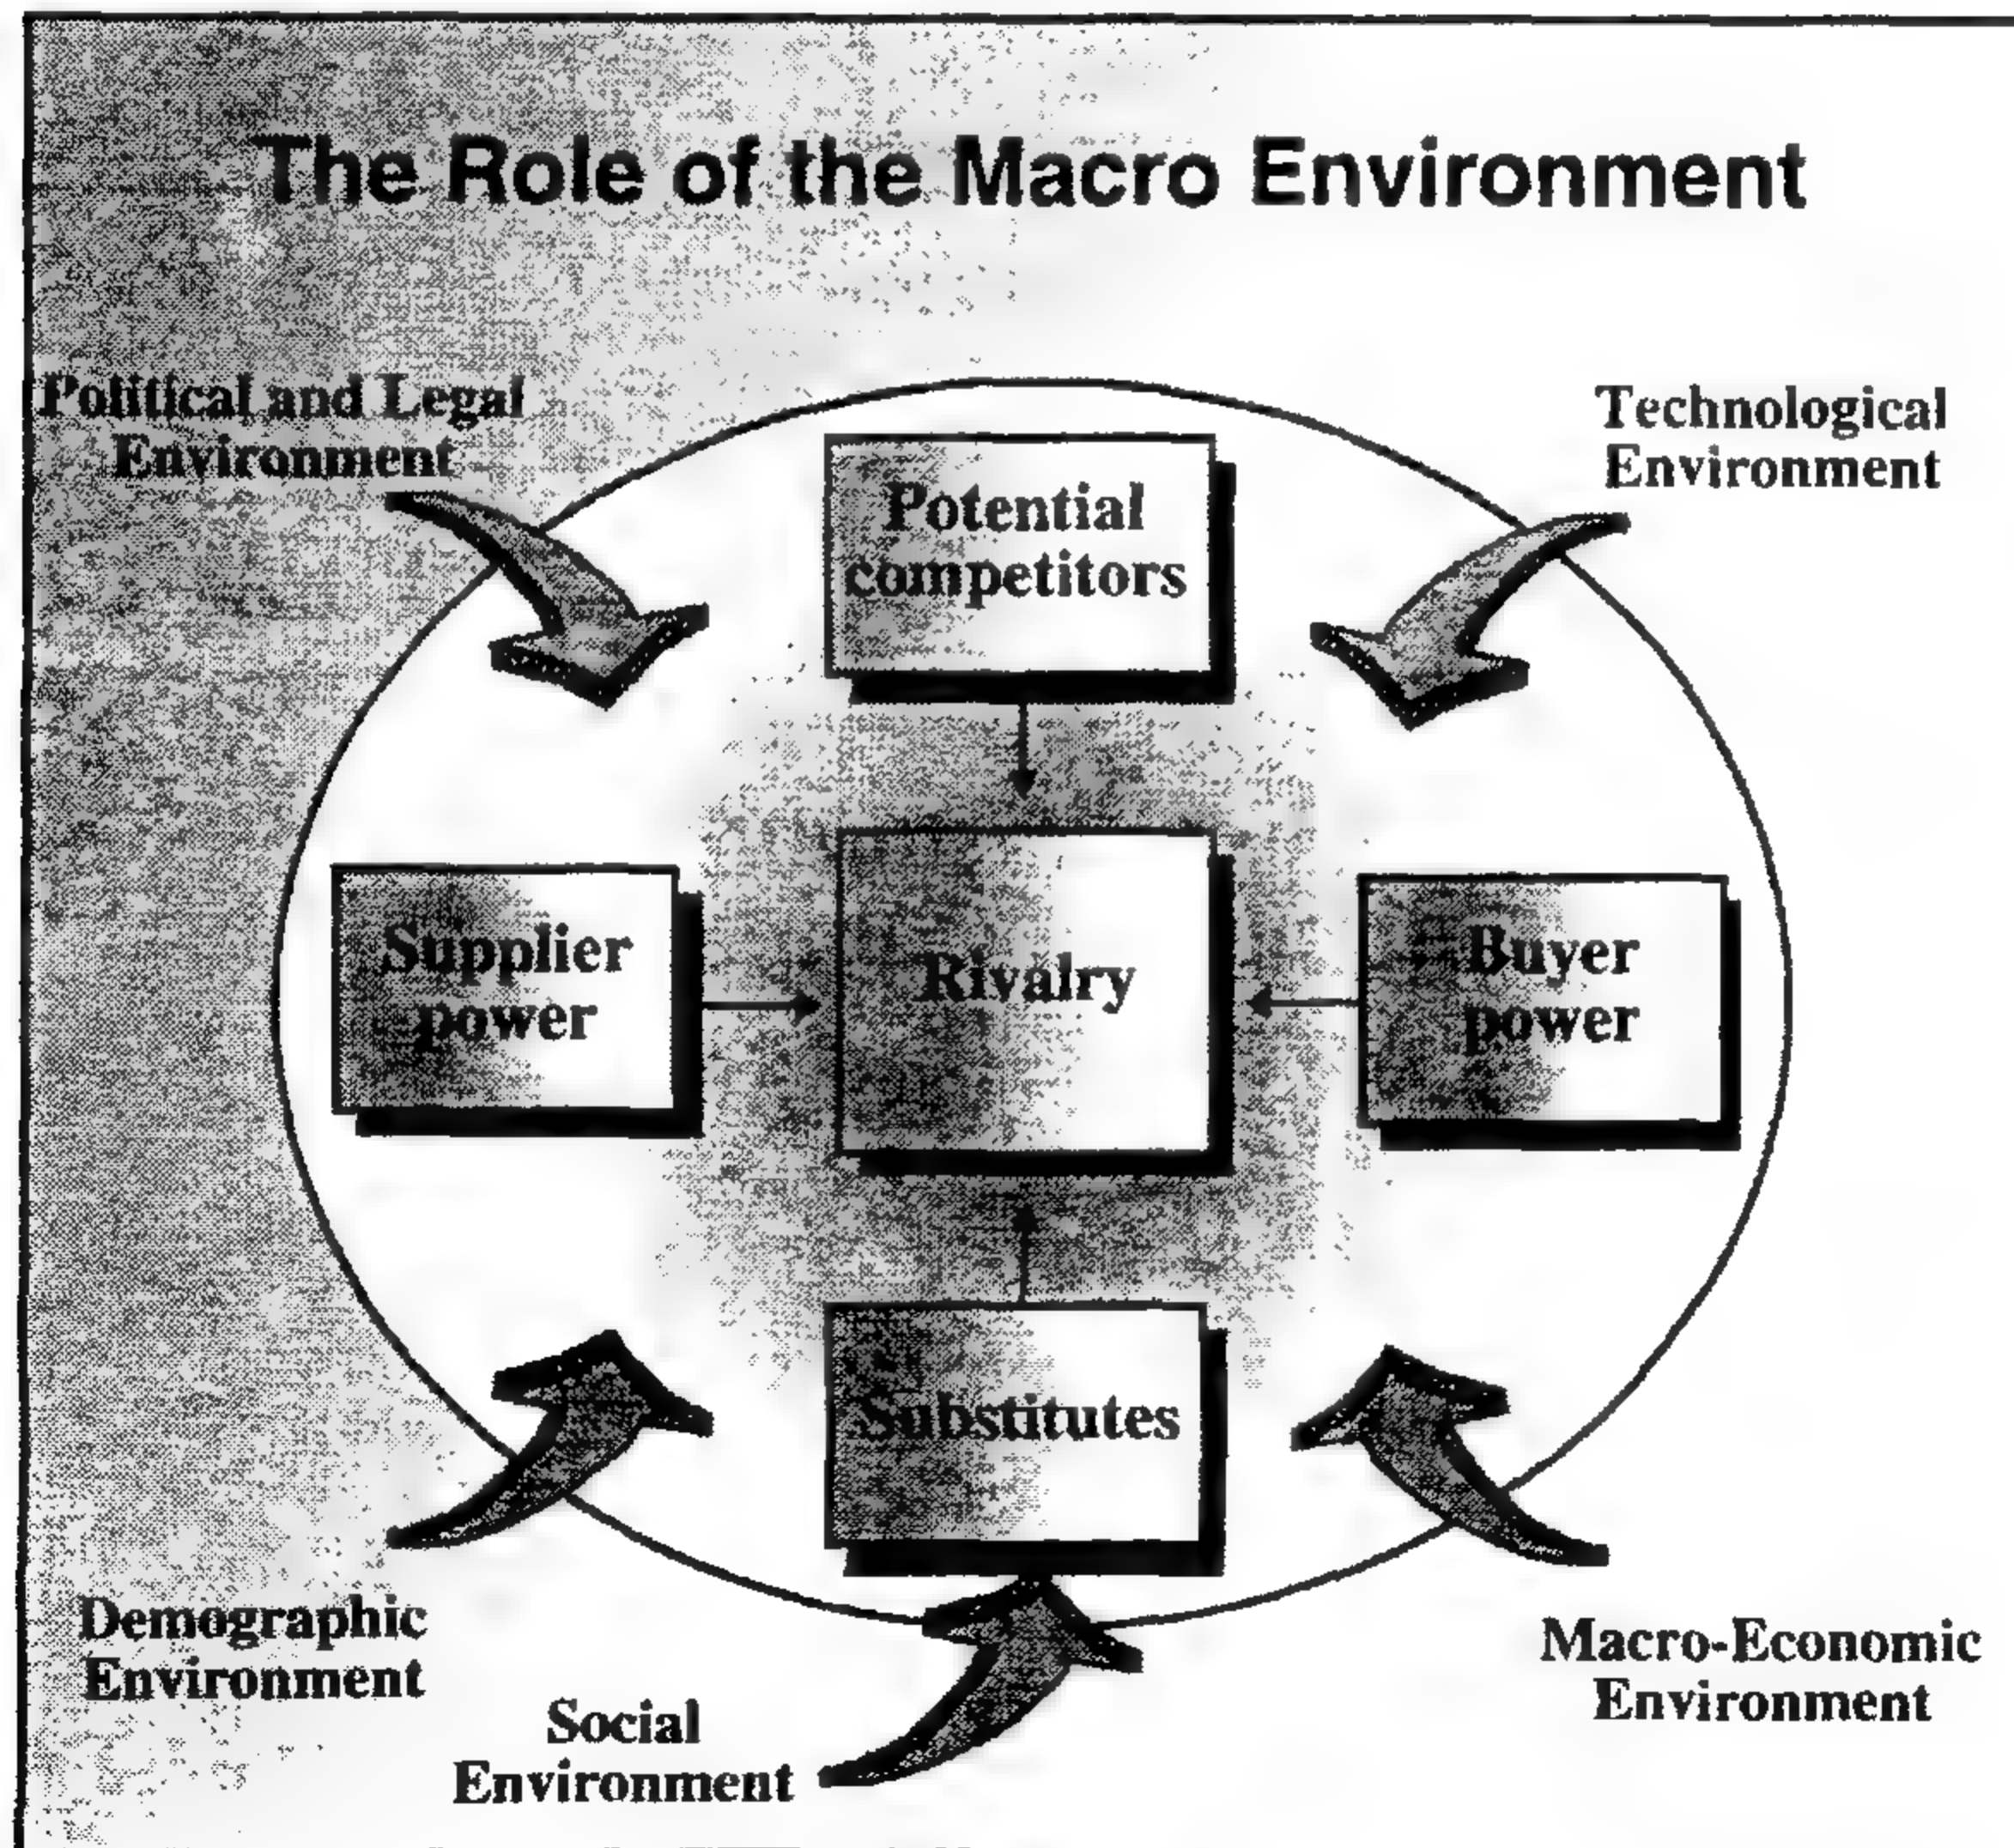 The Role of the Macro Environment
Political and Legal
Environment
Technological
Environment
Potential
competitors
Supplier
power
Rivalry
Buyer
power
Substitutes
Demographic
Environment
Social
Environment
Macro-Economic
Environment